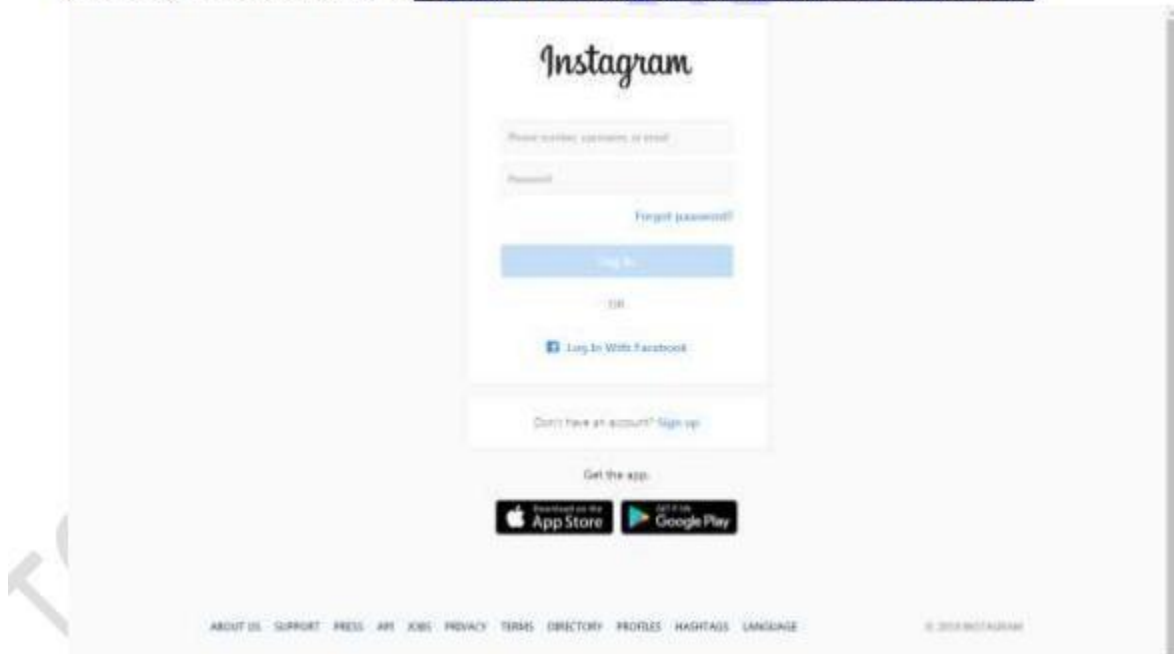 Instagram
Phone number, username, or email
Password
Forgot password?
Log In
OR
Log In With Facebook
Don't have an account? Sign up
Get the app.
Download on the App Store
GET IT ON Google Play
ABOUT US SUPPORT PRESS API JOBS PRIVACY TERMS DIRECTORY PROFILES HASHTAGS LANGUAGE
INSTAGRAM